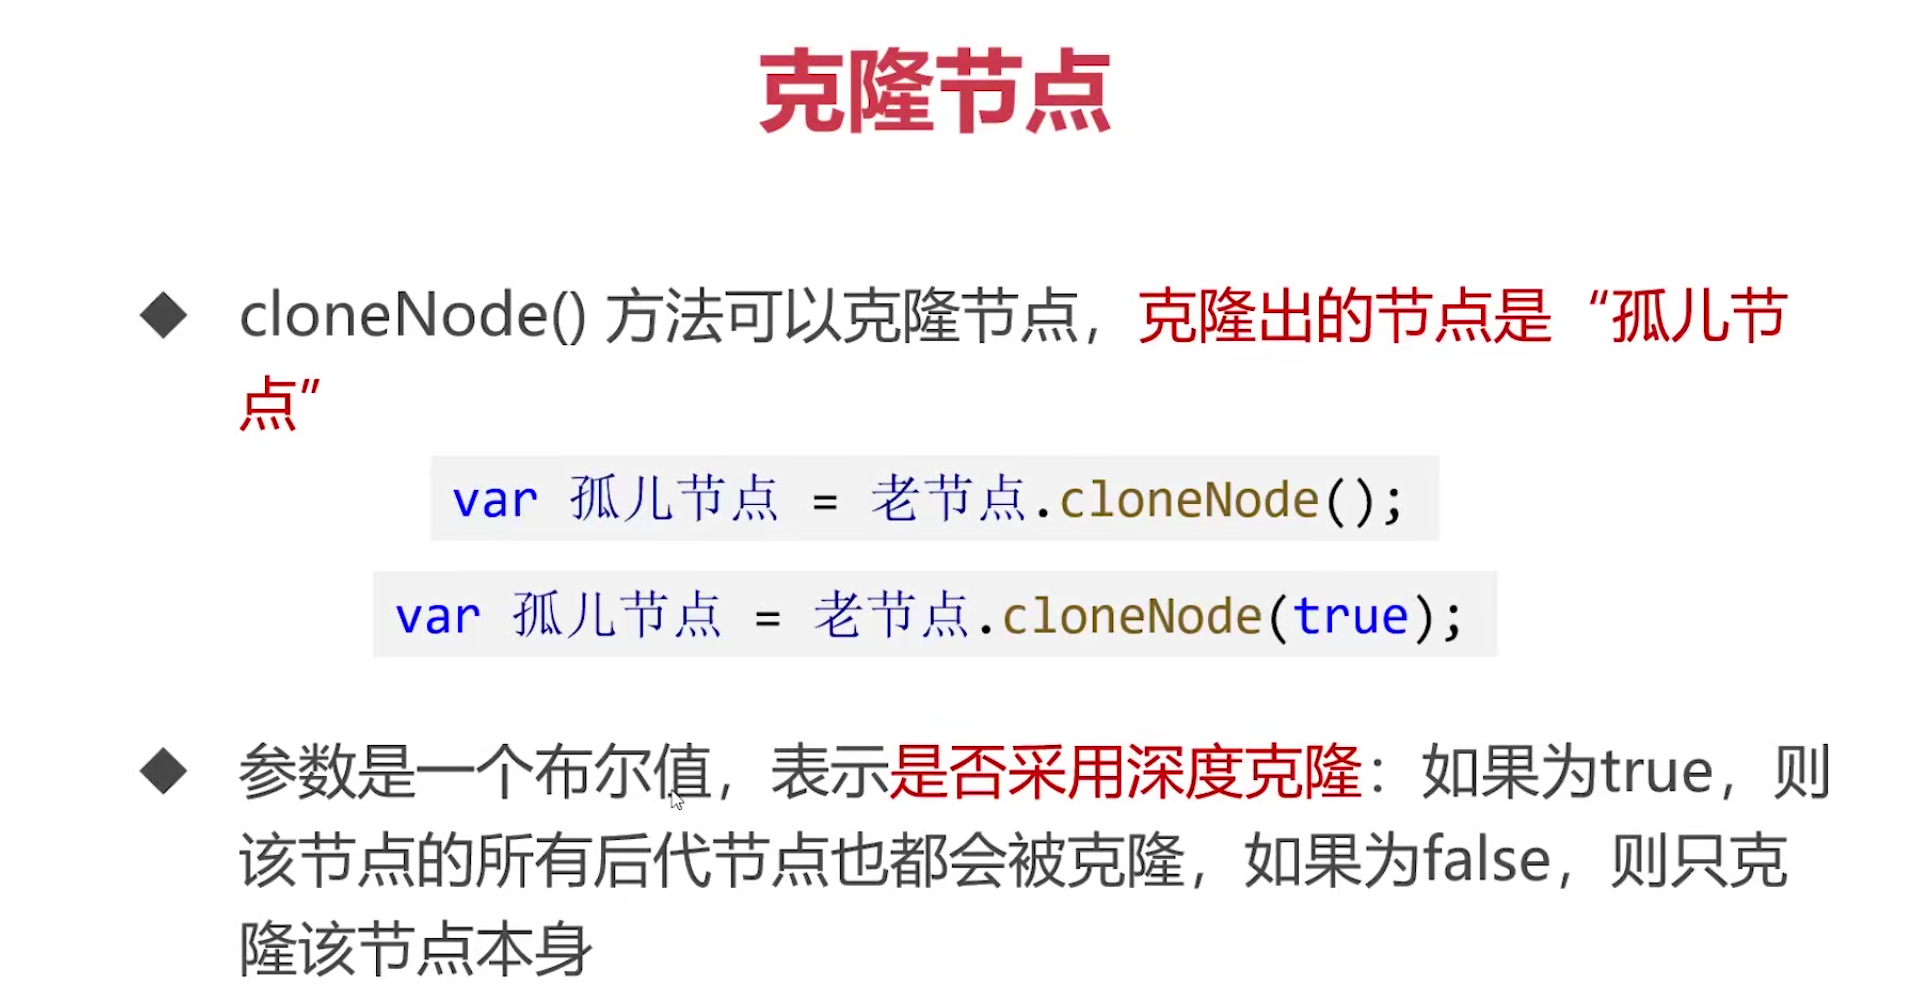 克隆节点
cloneNode() 方法可以克隆节点，克隆出的节点是“孤儿节
点”
var 孤儿节点 = 老节点.cloneNode();
var 孤儿节点 = 老节点.cloneNode(true);
参数是一个布尔值，表示是否采用深度克隆：如果为true，则
该节点的所有后代节点也都会被克隆，如果为false，则只克
隆该节点本身